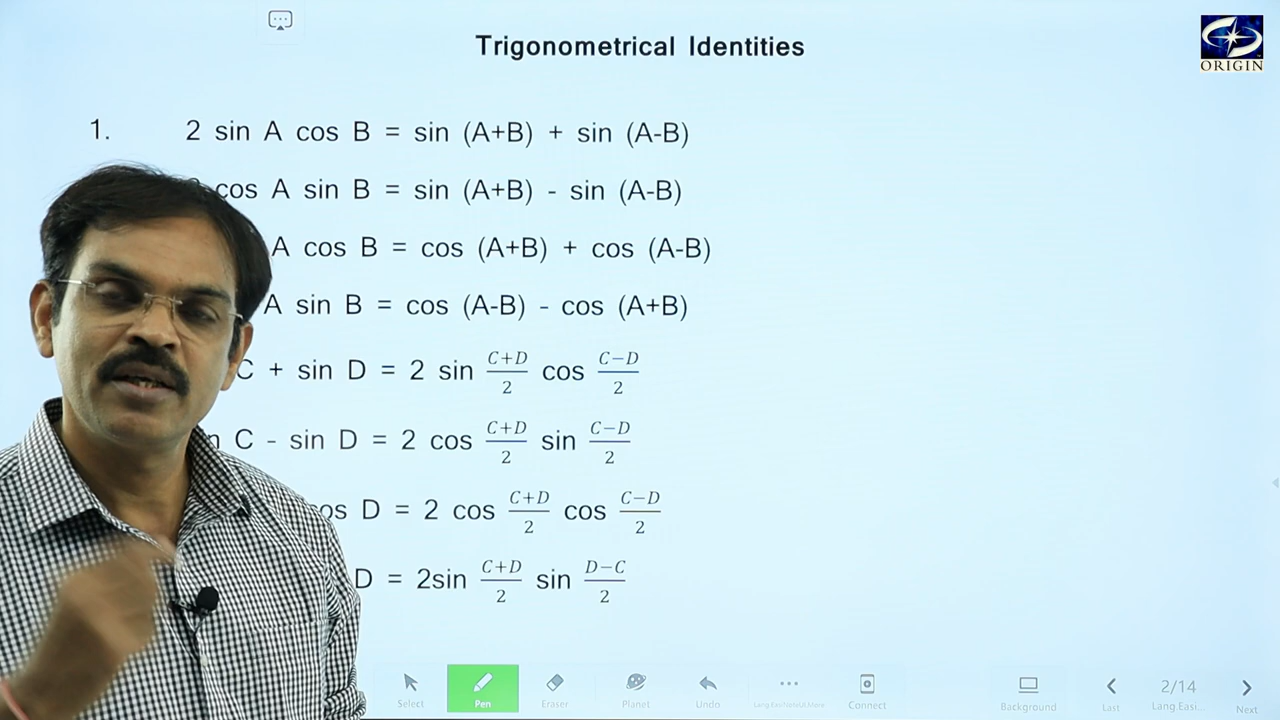 ORIGIN
Trigonometrical Identities
1. 2 sin A cos B = sin (A+B) + sin (A-B)
cos A sin B = sin (A+B) - sin (A-B)
A cos B = cos (A+B) + cos (A-B)
A sin B = cos (A-B) - cos (A+B)
C + sin D = 2 sin (C+D)/2 cos (C−D)/2
C - sin D = 2 cos (C+D)/2 sin (C−D)/2
D = 2 cos (C+D)/2 cos (C−D)/2
D = 2sin (C+D)/2 sin (D−C)/2
Select Pen Eraser Planet Undo Connect Background Last 2/14 Next
Lang.Easi...